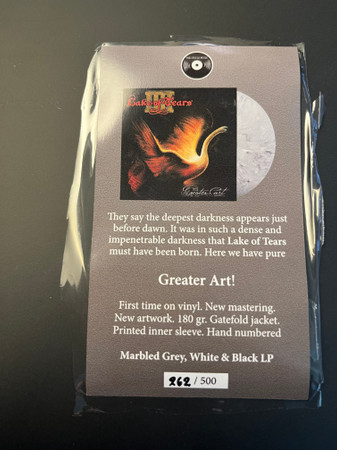 Lake of Tears
Greater Art
They say the deepest darkness appears just
before dawn. It was in such a dense and
impenetrable darkness that Lake of Tears
must have been born. Here we have pure
Greater Art!
First time on vinyl. New mastering.
New artwork. 180 gr. Gatefold jacket.
Printed inner sleeve. Hand numbered
Marbled Grey, White & Black LP
262 / 500